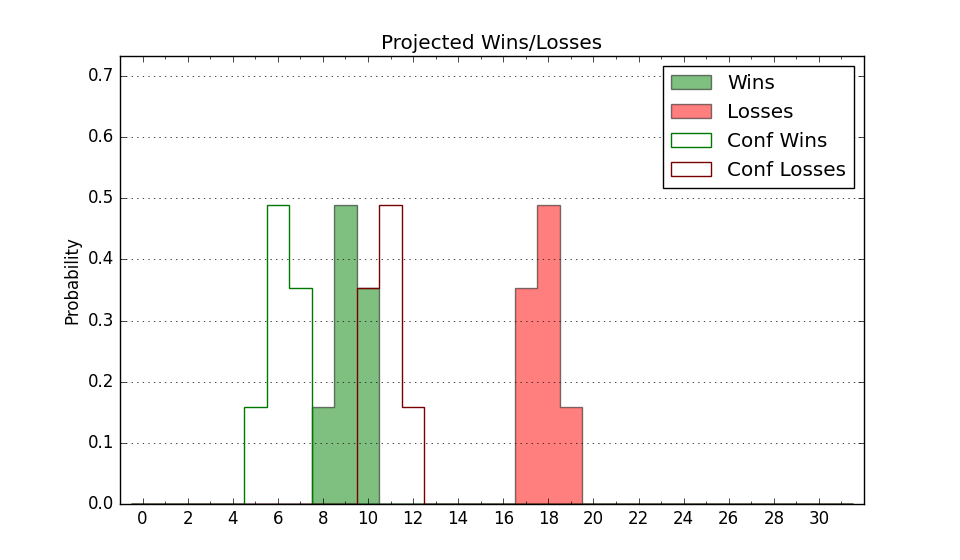 Projected Wins/Losses
0.7
0.6
0.5
0.4
0.3
0.2
0.1
0.0
Probability
Wins
Losses
Conf Wins
Conf Losses
0 2 4 6 8 10 12 14 16 18 20 22 24 26 28 30